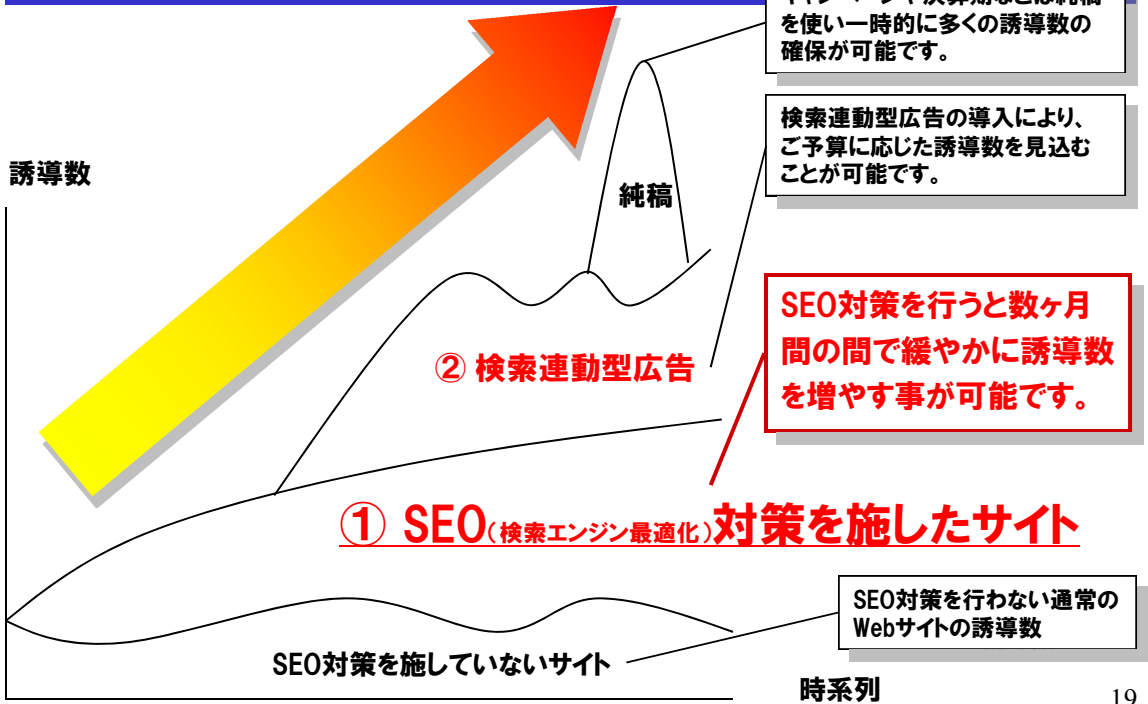 を使い一時的に多くの誘導数の
確保が可能です。
検索連動型広告の導入により、
ご予算に応じた誘導数を見込む
ことが可能です。
誘導数
純稿
SEO対策を行うと数ヶ月
間の間で緩やかに誘導数
を増やす事が可能です。
② 検索連動型広告
① SEO(検索エンジン最適化)対策を施したサイト
SEO対策を行わない通常の
Webサイトの誘導数
SEO対策を施していないサイト
時系列
19